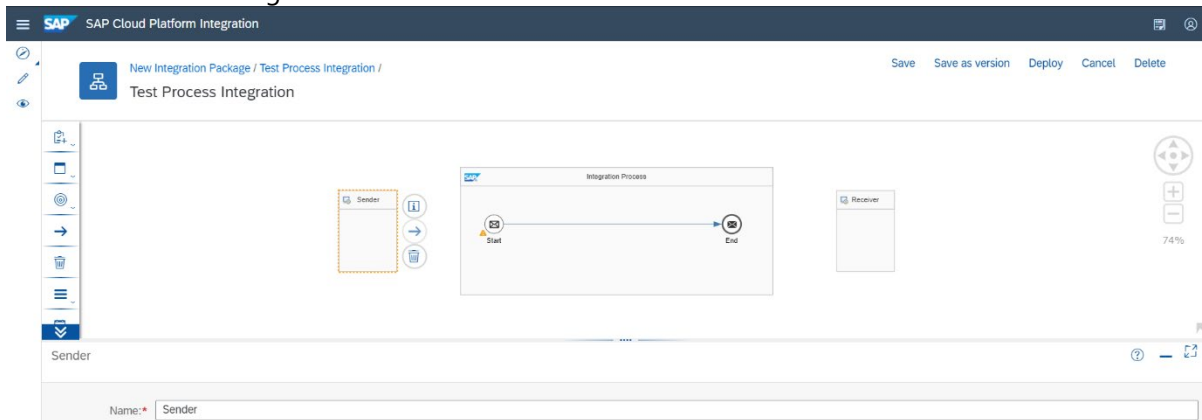 SAP SAP Cloud Platform Integration
New Integration Package / Test Process Integration /
Save Save as version Deploy Cancel Delete
Test Process Integration
SAP Integration Process
Sender
Receiver
Start
End
74%
Sender
Name:* Sender